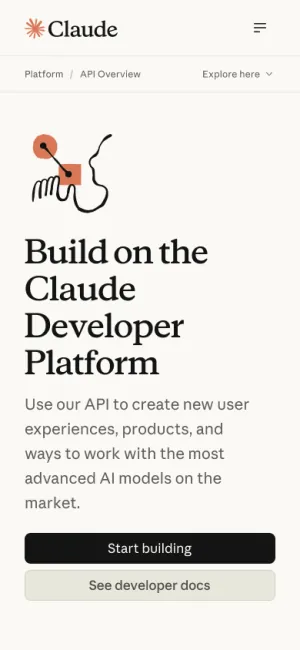 Claude
Platform / API Overview
Explore here
Build on the
Claude
Developer
Platform
Use our API to create new user
experiences, products, and
ways to work with the most
advanced AI models on the
market.
Start building
See developer docs